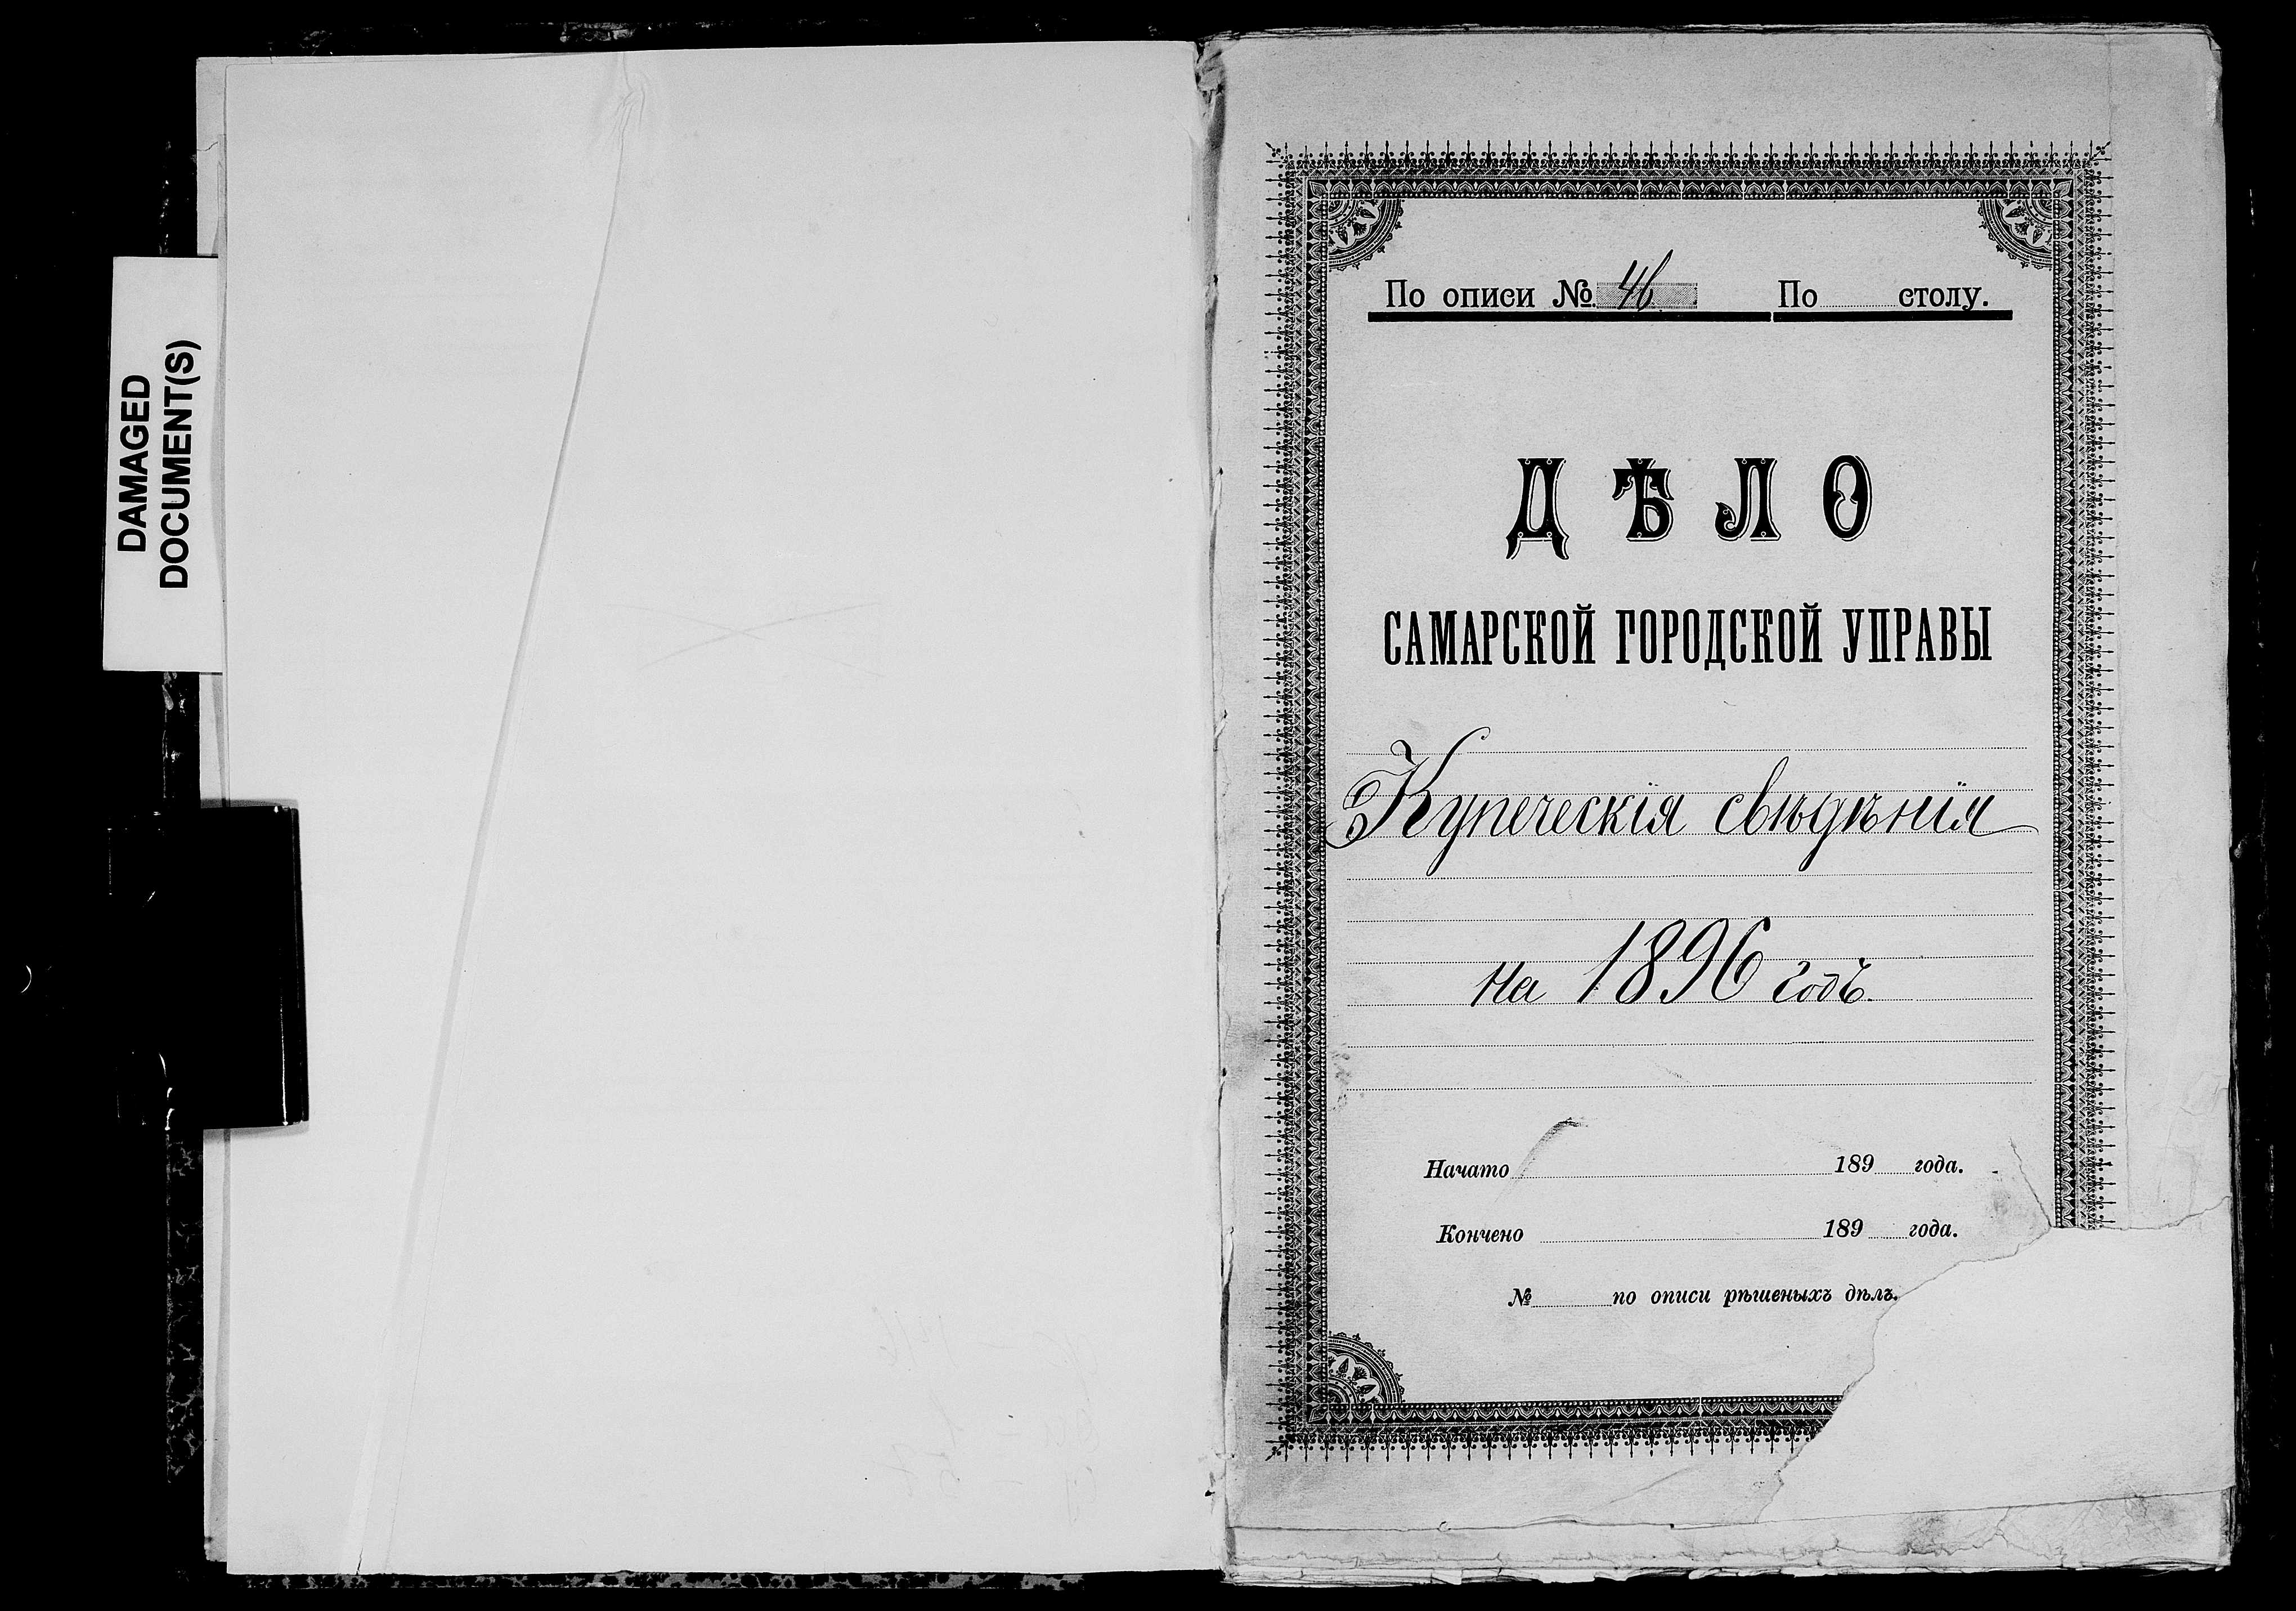 DAMAGED
DOCUMENT(S)
По описи № 46 По столу.
ДѢЛО
САМАРСКОЙ ГОРОДСКОЙ УПРАВЫ
Купеческія свѣдѣнія
на 1896 годъ.
Начато 189 года.
Кончено 189 года.
№ по описи рѣшеныхъ дѣлъ.